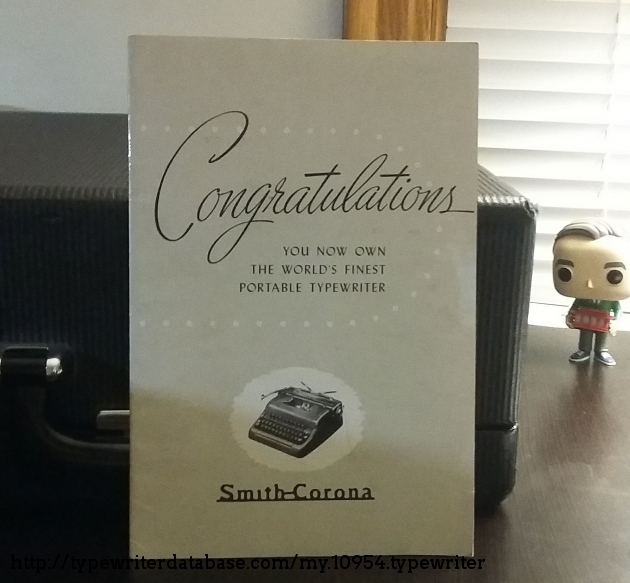 Congratulations
YOU NOW OWN
THE WORLD'S FINEST
PORTABLE TYPEWRITER
Smith-Corona
http://typewriterdatabase.com/my.10954.typewriter